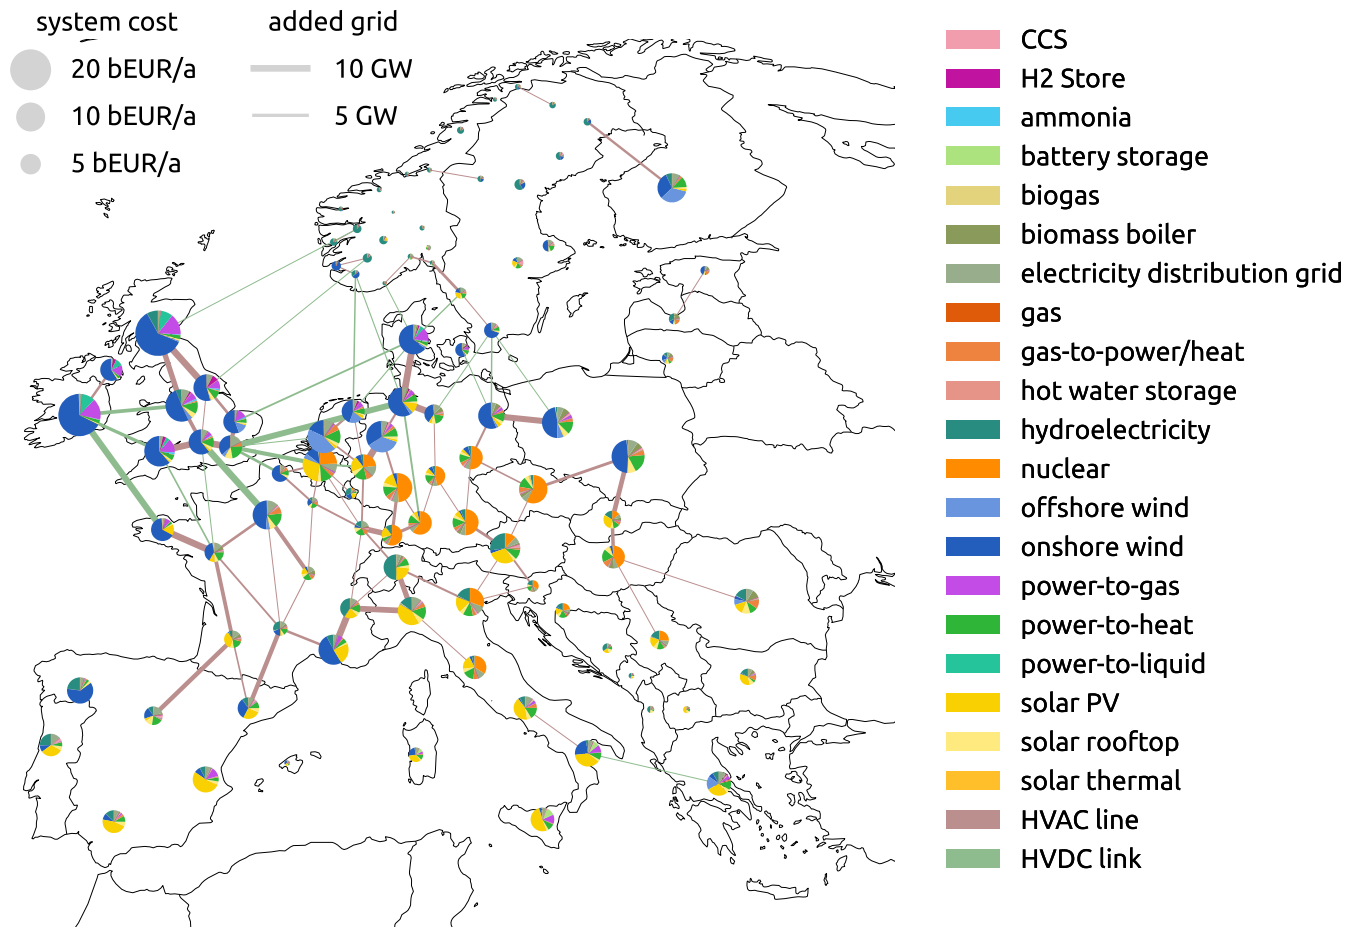 system cost
added grid
20 bEUR/a
10 GW
10 bEUR/a
5 GW
5 bEUR/a
CCS
H2 Store
ammonia
battery storage
biogas
biomass boiler
electricity distribution grid
gas
gas-to-power/heat
hot water storage
hydroelectricity
nuclear
offshore wind
onshore wind
power-to-gas
power-to-heat
power-to-liquid
solar PV
solar rooftop
solar thermal
HVAC line
HVDC link